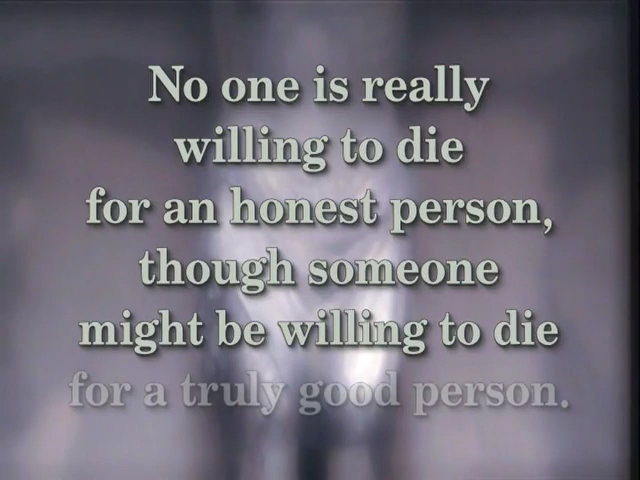 No one is really
willing to die
for an honest person,
though someone
might be willing to die
for a truly good person.